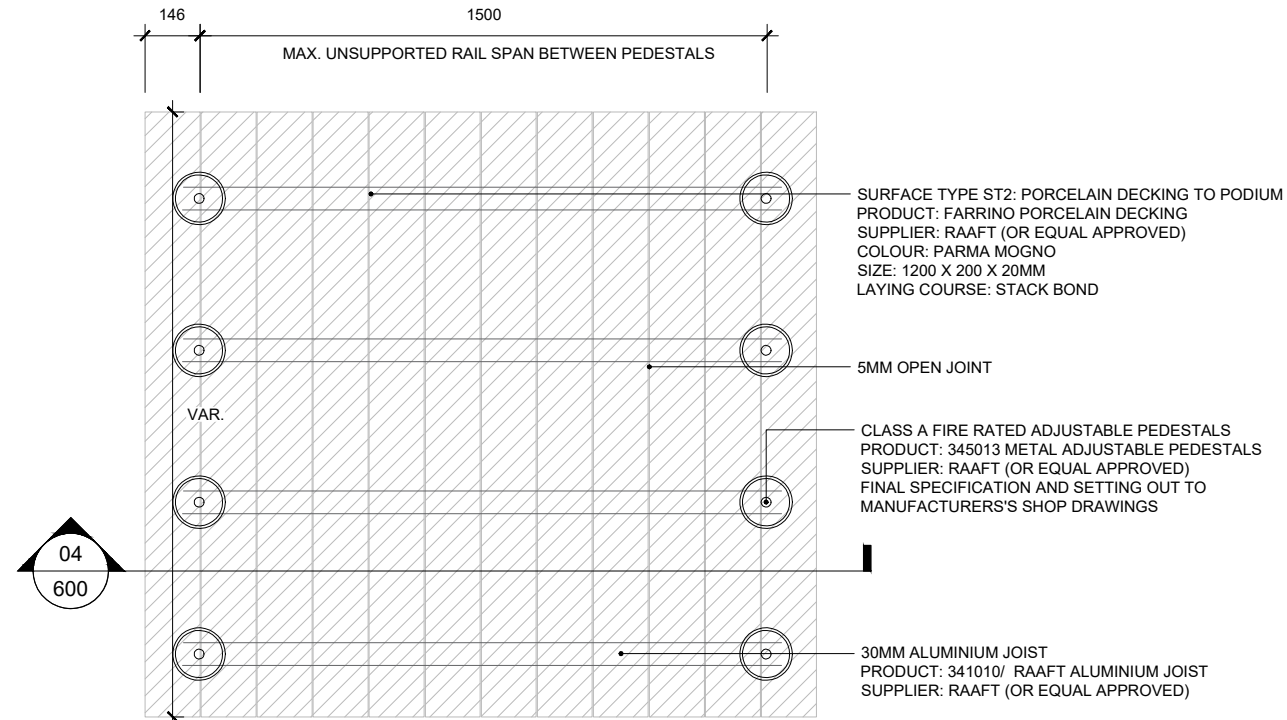 146
1500
MAX. UNSUPPORTED RAIL SPAN BETWEEN PEDESTALS
SURFACE TYPE ST2: PORCELAIN DECKING TO PODIUM
PRODUCT: FARRINO PORCELAIN DECKING
SUPPLIER: RAAFT (OR EQUAL APPROVED)
COLOUR: PARMA MOGNO
SIZE: 1200 X 200 X 20MM
LAYING COURSE: STACK BOND
5MM OPEN JOINT
VAR.
CLASS A FIRE RATED ADJUSTABLE PEDESTALS
PRODUCT: 345013 METAL ADJUSTABLE PEDESTALS
SUPPLIER: RAAFT (OR EQUAL APPROVED)
FINAL SPECIFICATION AND SETTING OUT TO
MANUFACTURERS'S SHOP DRAWINGS
04
600
30MM ALUMINIUM JOIST
PRODUCT: 341010/ RAAFT ALUMINIUM JOIST
SUPPLIER: RAAFT (OR EQUAL APPROVED)